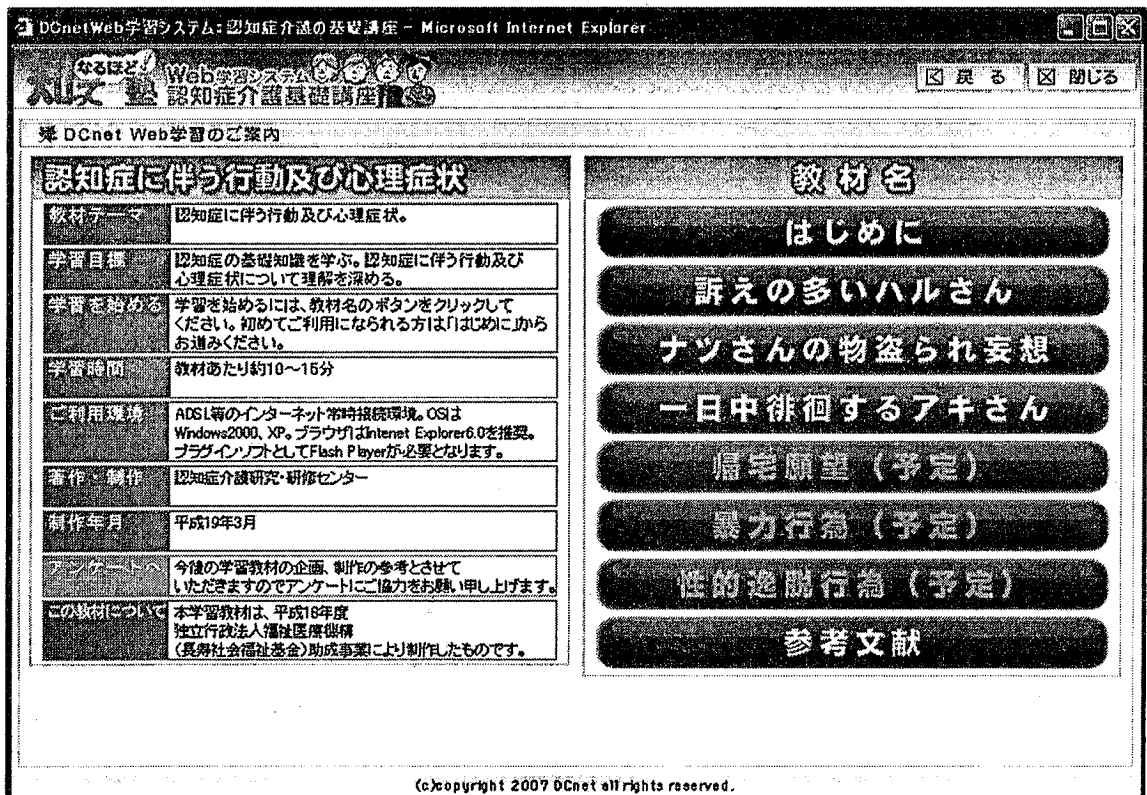 DCnetWeb学習システム：認知症介護の基礎講座 - Microsoft Internet Explorer
なるほど!
Web学習システム
認知症介護基礎講座
戻る 閉じる
DCnet Web学習のご案内
認知症に伴う行動及び心理症状
教材テーマ
認知症に伴う行動及び心理症状。
学習目標
認知症の基礎知識を学ぶ。認知症に伴う行動及び
心理症状について理解を深める。
学習を始める
学習を始めるには、教材名のボタンをクリックして
ください。初めてご利用になられる方は「はじめに」から
お進みください。
学習時間
教材あたり約10〜15分
ご利用環境
ADSL等のインターネット常時接続環境。OSは
Windows2000、XP。ブラウザはIntenet Explorer6.0を推奨。
プラグインソフトとしてFlash Playerが必要となります。
著作・制作
認知症介護研究・研修センター
制作年月
平成19年3月
アンケートへ
今後の学習教材の企画、制作の参考とさせて
いただきますのでアンケートにご協力をお願い申し上げます。
この教材について
本学習教材は、平成18年度
独立行政法人福祉医療機構
（長寿社会福祉基金）助成事業により制作したものです。
教材名
はじめに
訴えの多いハルさん
ナツさんの物盗られ妄想
一日中徘徊するアキさん
帰宅願望（予定）
暴力行為（予定）
性的逸脱行為（予定）
参考文献
(c)copyright 2007 DCnet all rights reserved.